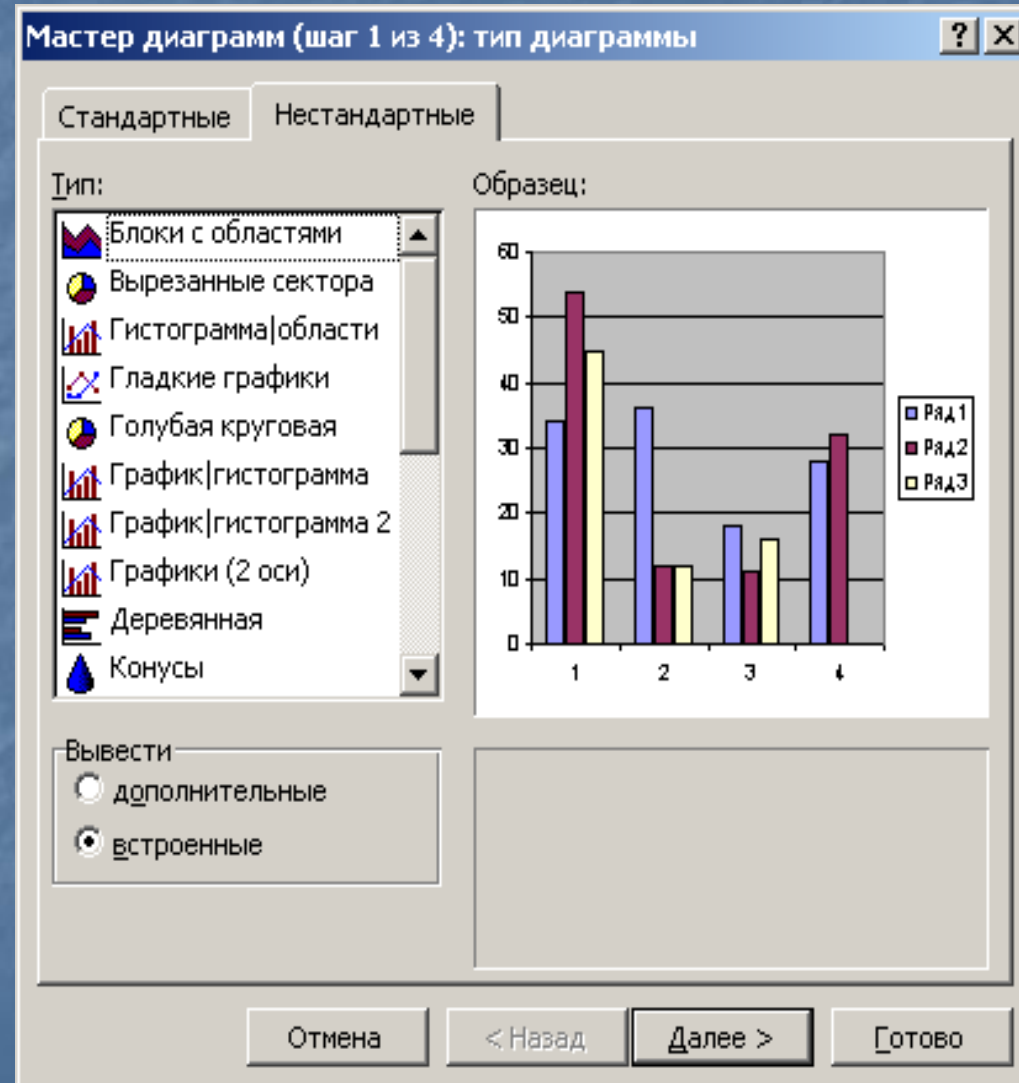 Мастер диаграмм (шаг 1 из 4): тип диаграммы
Стандартные
Нестандартные
Тип:
Блоки с областями
Вырезанные сектора
Гистограмма|области
Гладкие графики
Голубая круговая
График|гистограмма
График|гистограмма 2
Графики (2 оси)
Деревянная
Конусы
Образец:
60
50
40
30
20
10
0
1 2 3 4
Ряд1
Ряд2
Ряд3
Вывести
дополнительные
встроенные
Отмена
< Назад
Далее >
Готово